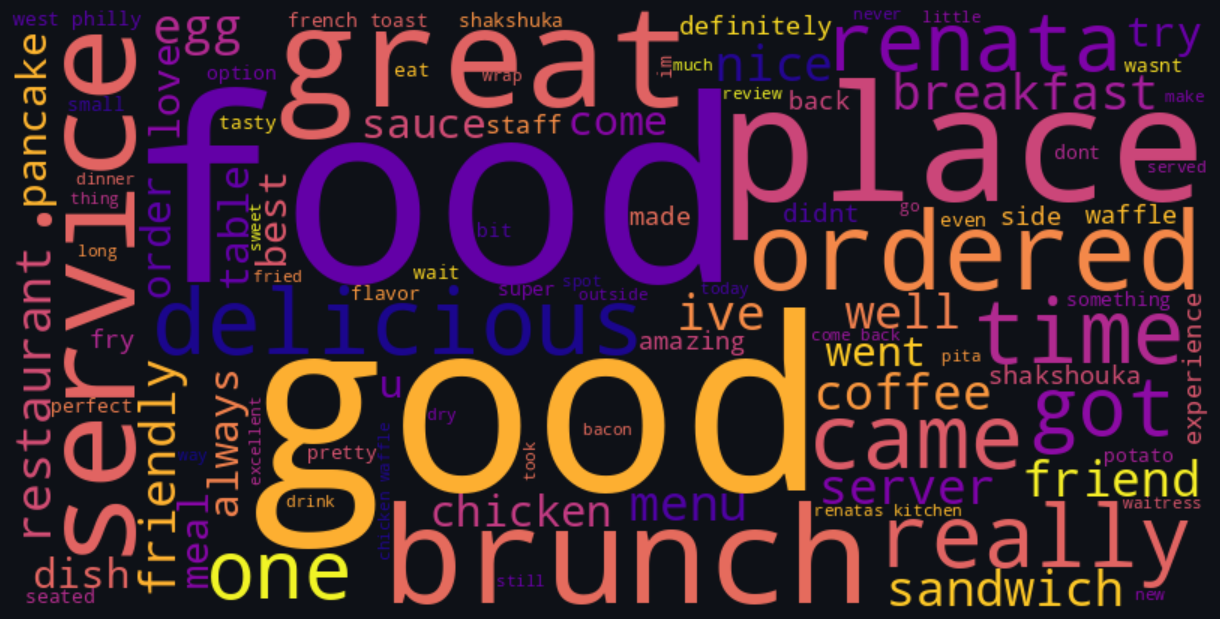 west philly
egg
french toast
shakshuka
definitely
never
little
renata
try
pancake
service
love
option
great
eat
wrap
im
much
nice
wasnt
small
tasty
sauce
staff
come
review
back
breakfast
make
food
place
dont
served
dinner
thing
order
table
sweet
best
made
didnt
go
even
side
waffle
bit
ordered
long
fried
wait
flavor
super
spot
outside
today
restaurant
delicious
ive
well
something
time
experience
fry
amazing
come back
went
pita
shakshouka
perfect
friendly
always
excellent
u
dry
coffee
got
way
good
pretty
chicken waffle
took
bacon
came
potato
drink
server
friend
meal
chicken
menu
renatas kitchen
waitress
dish
one
brunch
really
still
sandwich
seated
new